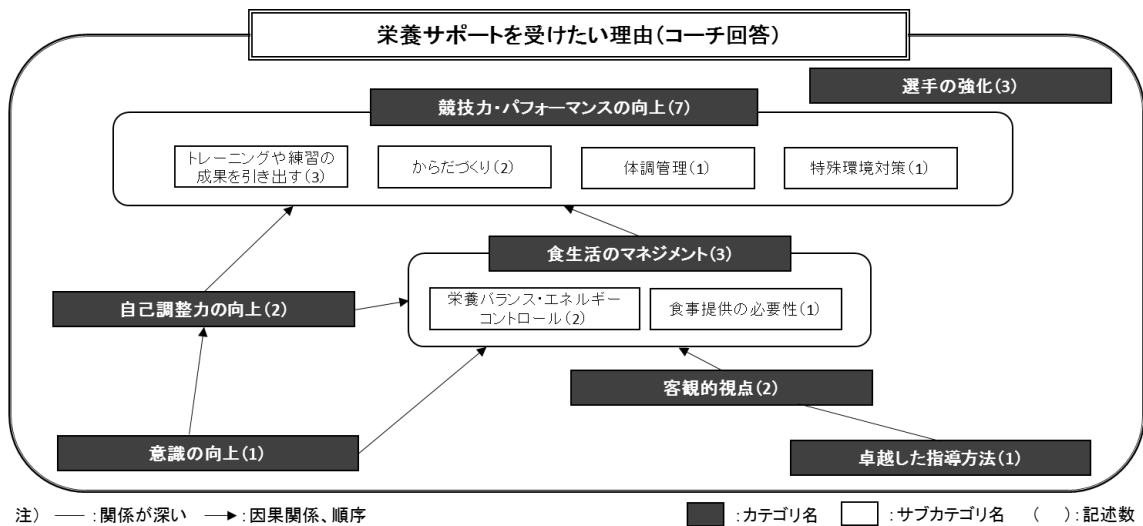 栄養サポートを受けたい理由(コーチ回答)
選手の強化(3)
競技力・パフォーマンスの向上(7)
トレーニングや練習の
成果を引き出す(3)
からだづくり(2)
体調管理(1)
特殊環境対策(1)
食生活のマネジメント(3)
栄養バランス・エネルギー
コントロール(2)
食事提供の必要性(1)
自己調整力の向上(2)
客観的視点(2)
意識の向上(1)
卓越した指導方法(1)
注) ―― :関係が深い ―→ :因果関係、順序
:カテゴリ名 :サブカテゴリ名 ( ):記述数